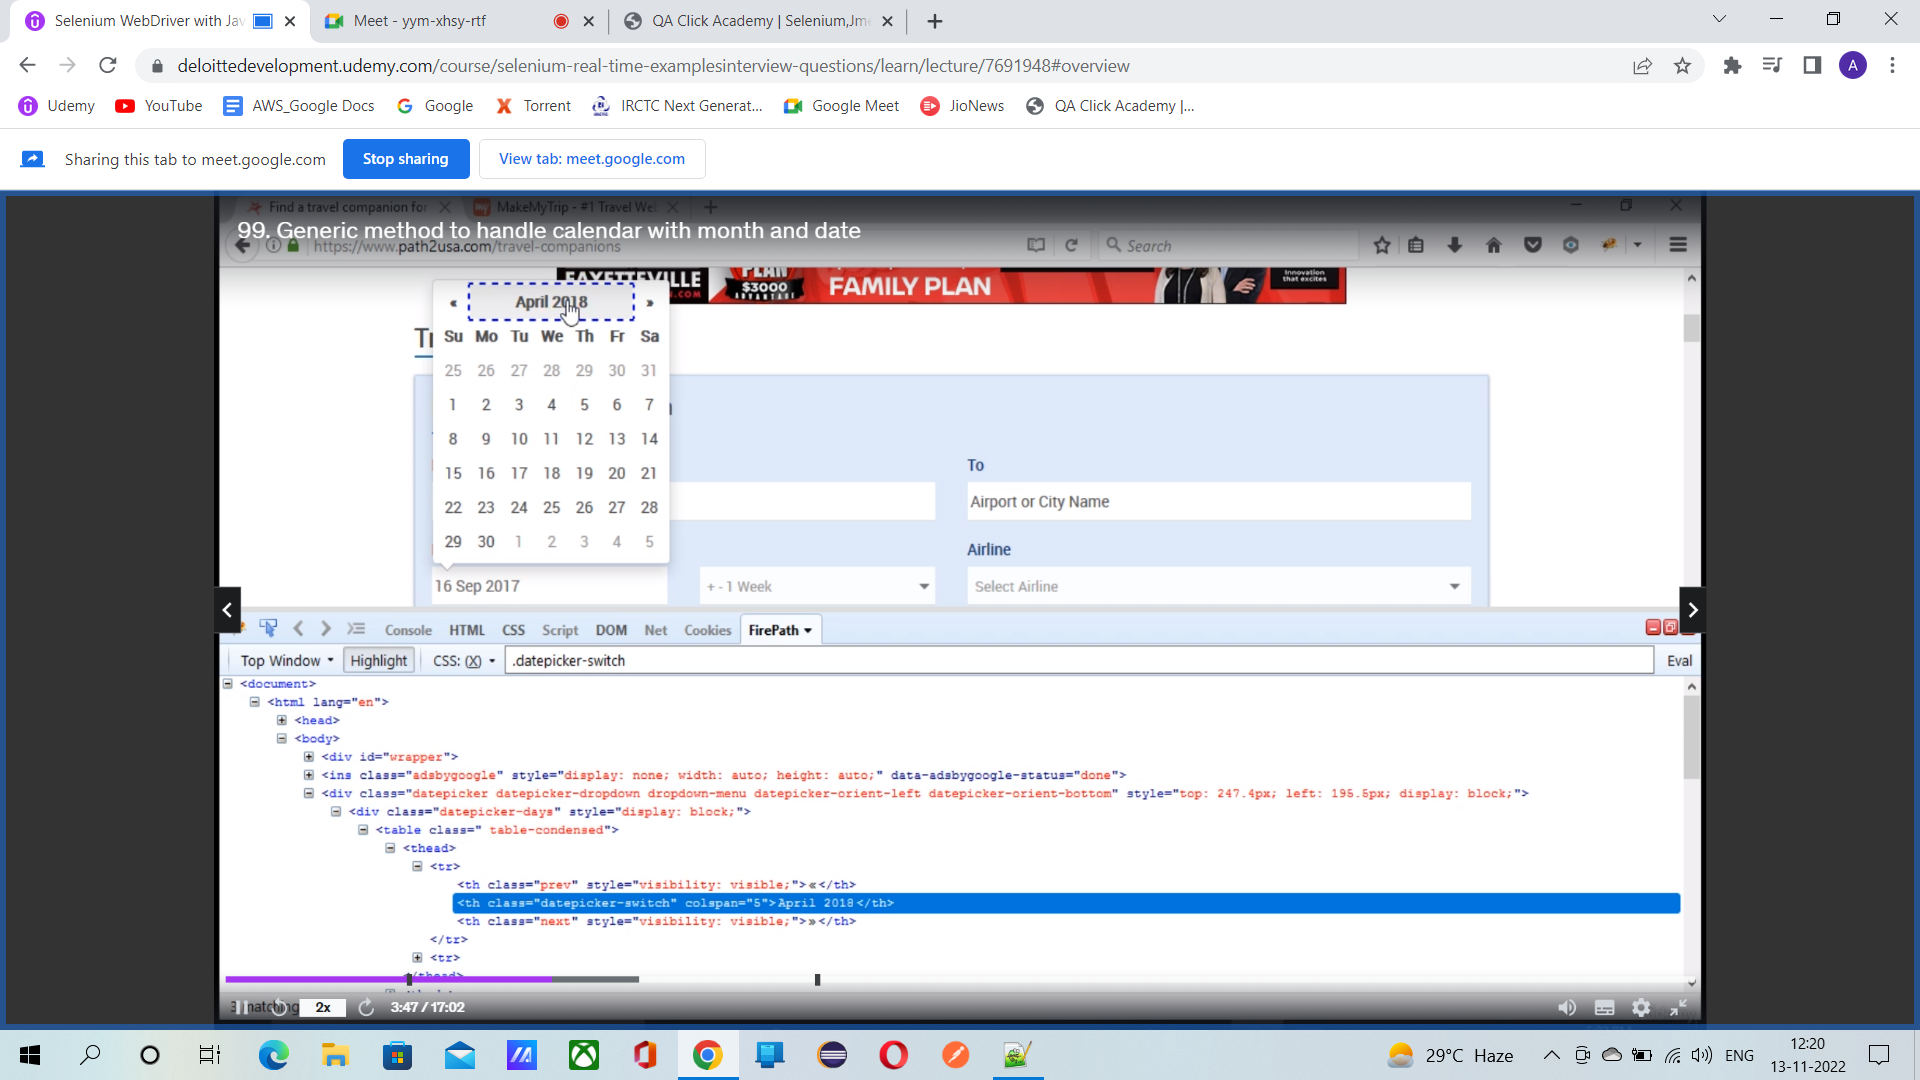 Selenium WebDriver with Jav
Meet - yym-xhsy-rtf
QA Click Academy | Selenium,Jme
deloittedevelopment.udemy.com/course/selenium-real-time-examplesinterview-questions/learn/lecture/7691948#overview
A
Udemy
YouTube
AWS_Google Docs
Google
Torrent
IRCTC Next Generat...
Google Meet
JioNews
QA Click Academy |...
Sharing this tab to meet.google.com
Stop sharing
View tab: meet.google.com
Find a travel companion for
MakeMyTrip - #1 Travel We
99. Generic method to handle calendar with month and date
https://www.path2usa.com/travel-companions
Search
FAYETTEVILLE
.COM
PLAN
$3000
ADVANTAGE
FAMILY PLAN
Innovation
that excites
« April 2018 »
Su Mo Tu We Th Fr Sa
25 26 27 28 29 30 31
1 2 3 4 5 6 7
8 9 10 11 12 13 14
15 16 17 18 19 20 21
22 23 24 25 26 27 28
29 30 1 2 3 4 5
Tr
To
Airport or City Name
Airline
16 Sep 2017
+ - 1 Week
Select Airline
Console HTML CSS Script DOM Net Cookies FirePath
Top Window Highlight CSS: (X) .datepicker-switch Eval
<document>
<html lang="en">
<head>
<body>
<div id="wrapper">
<ins class="adsbygoogle" style="display: none; width: auto; height: auto;" data-adsbygoogle-status="done">
<div class="datepicker datepicker-dropdown dropdown-menu datepicker-orient-left datepicker-orient-bottom" style="top: 247.4px; left: 195.5px; display: block;">
<div class="datepicker-days" style="display: block;">
<table class=" table-condensed">
<thead>
<tr>
<th class="prev" style="visibility: visible;">«</th>
<th class="datepicker-switch" colspan="5">April 2018</th>
<th class="next" style="visibility: visible;">»</th>
</tr>
<tr>
</thead>
2x
3:47 / 17:02
29°C Haze
ENG
12:20
13-11-2022